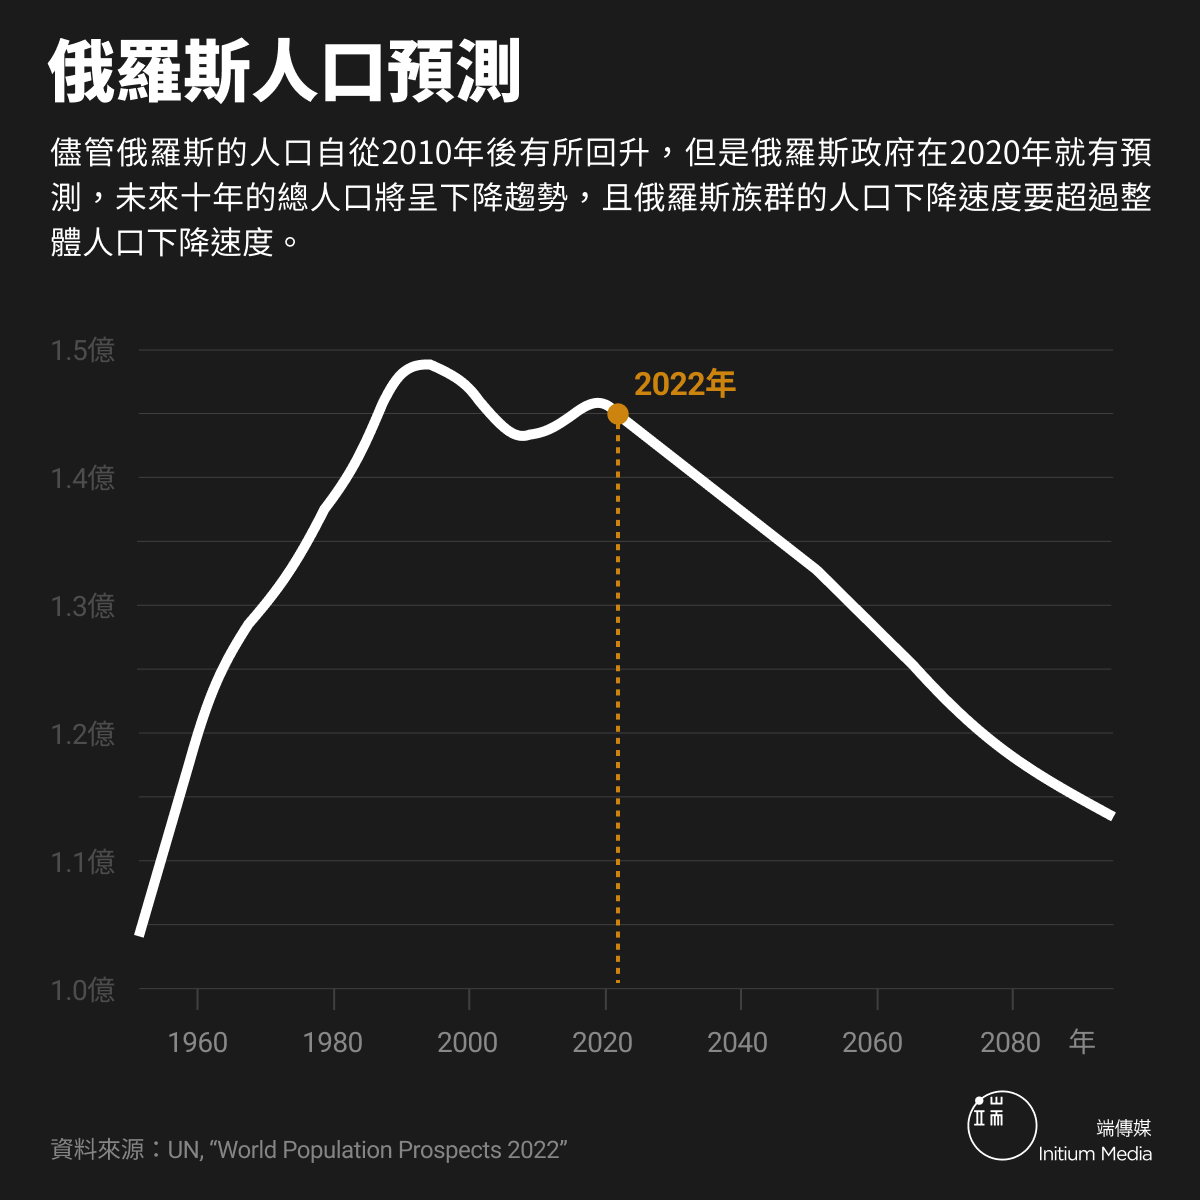 俄羅斯人口預測
儘管俄羅斯的人口自從2010年後有所回升，但是俄羅斯政府在2020年就有預
測，未來十年的總人口將呈下降趨勢，且俄羅斯族群的人口下降速度要超過整
體人口下降速度。
1.5億
2022年
1.4億
1.3億
1.2億
1.1億
1.0億
1960 1980 2000 2020 2040 2060 2080 年
端
端傳媒
資料來源：UN, “World Population Prospects 2022”
Initium Media